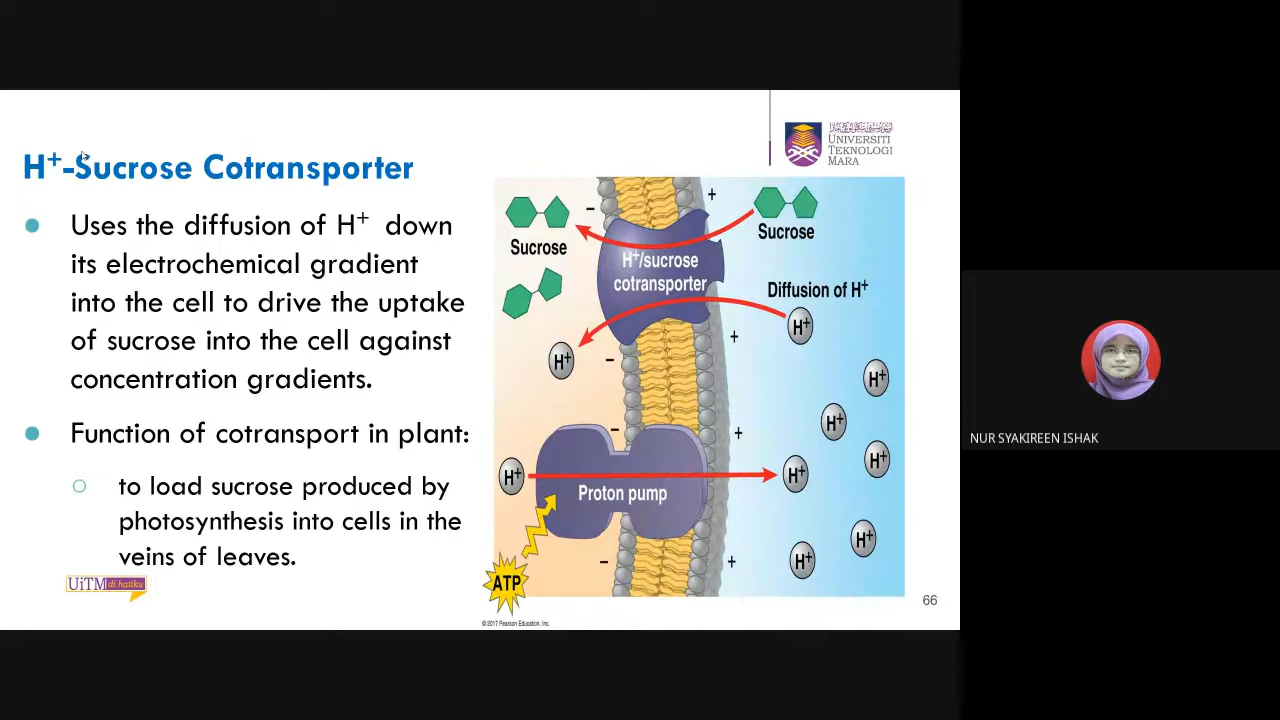 UNIVERSITI
TEKNOLOGI
MARA
H⁺-Sucrose Cotransporter
Uses the diffusion of H⁺ down
its electrochemical gradient
into the cell to drive the uptake
of sucrose into the cell against
concentration gradients.
Function of cotransport in plant:
to load sucrose produced by
photosynthesis into cells in the
veins of leaves.
UiTM di hatiku
− + 
Sucrose
Sucrose
H⁺/sucrose
cotransporter
Diffusion of H⁺
H⁺
+
H⁺
−
H⁺
H⁺
− +
H⁺
H⁺
H⁺
Proton pump
H⁺
− +
H⁺
ATP
© 2017 Pearson Education, Inc.
66
NUR SYAKIREEN ISHAK